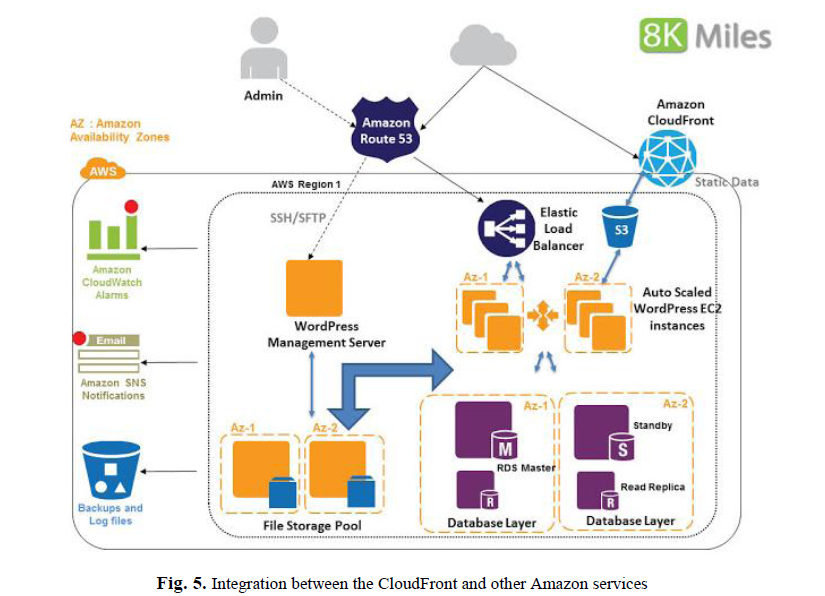 8K Miles
Admin
Amazon
Route 53
Amazon
CloudFront
AZ : Amazon
Availability Zones
AWS
Static Data
AWS Region 1
SSH/SFTP
Elastic
Load
Balancer
S3
Amazon
CloudWatch
Alarms
Az-1
Az-2
Auto Scaled
WordPress EC2
instances
WordPress
Management Server
Email
Amazon SNS
Notifications
Az-1
Az-2
Az-1
Az-2
M
RDS Master
R
Standby
S
Read Replica
R
Backups and
Log files
File Storage Pool
Database Layer
Database Layer
Fig. 5. Integration between the CloudFront and other Amazon services